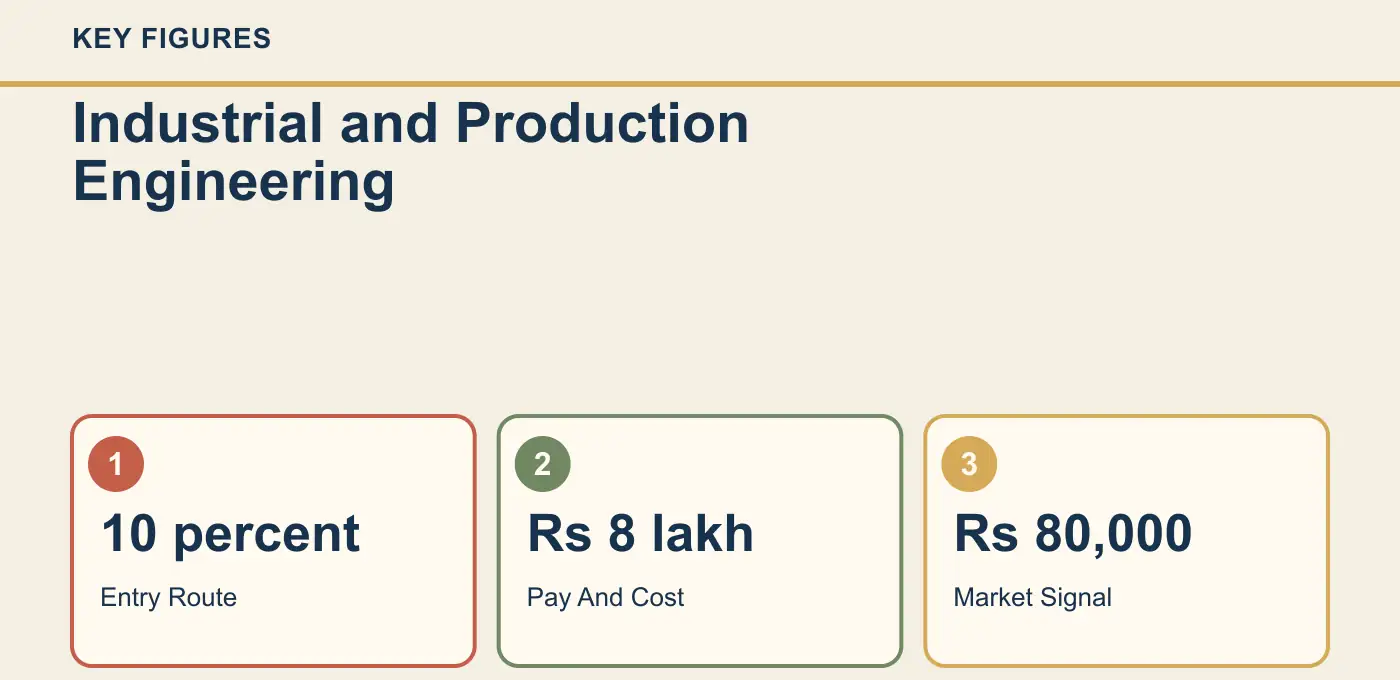 KEY FIGURES
Industrial and Production
Engineering
1
10 percent
Entry Route
2
Rs 8 lakh
Pay And Cost
3
Rs 80,000
Market Signal